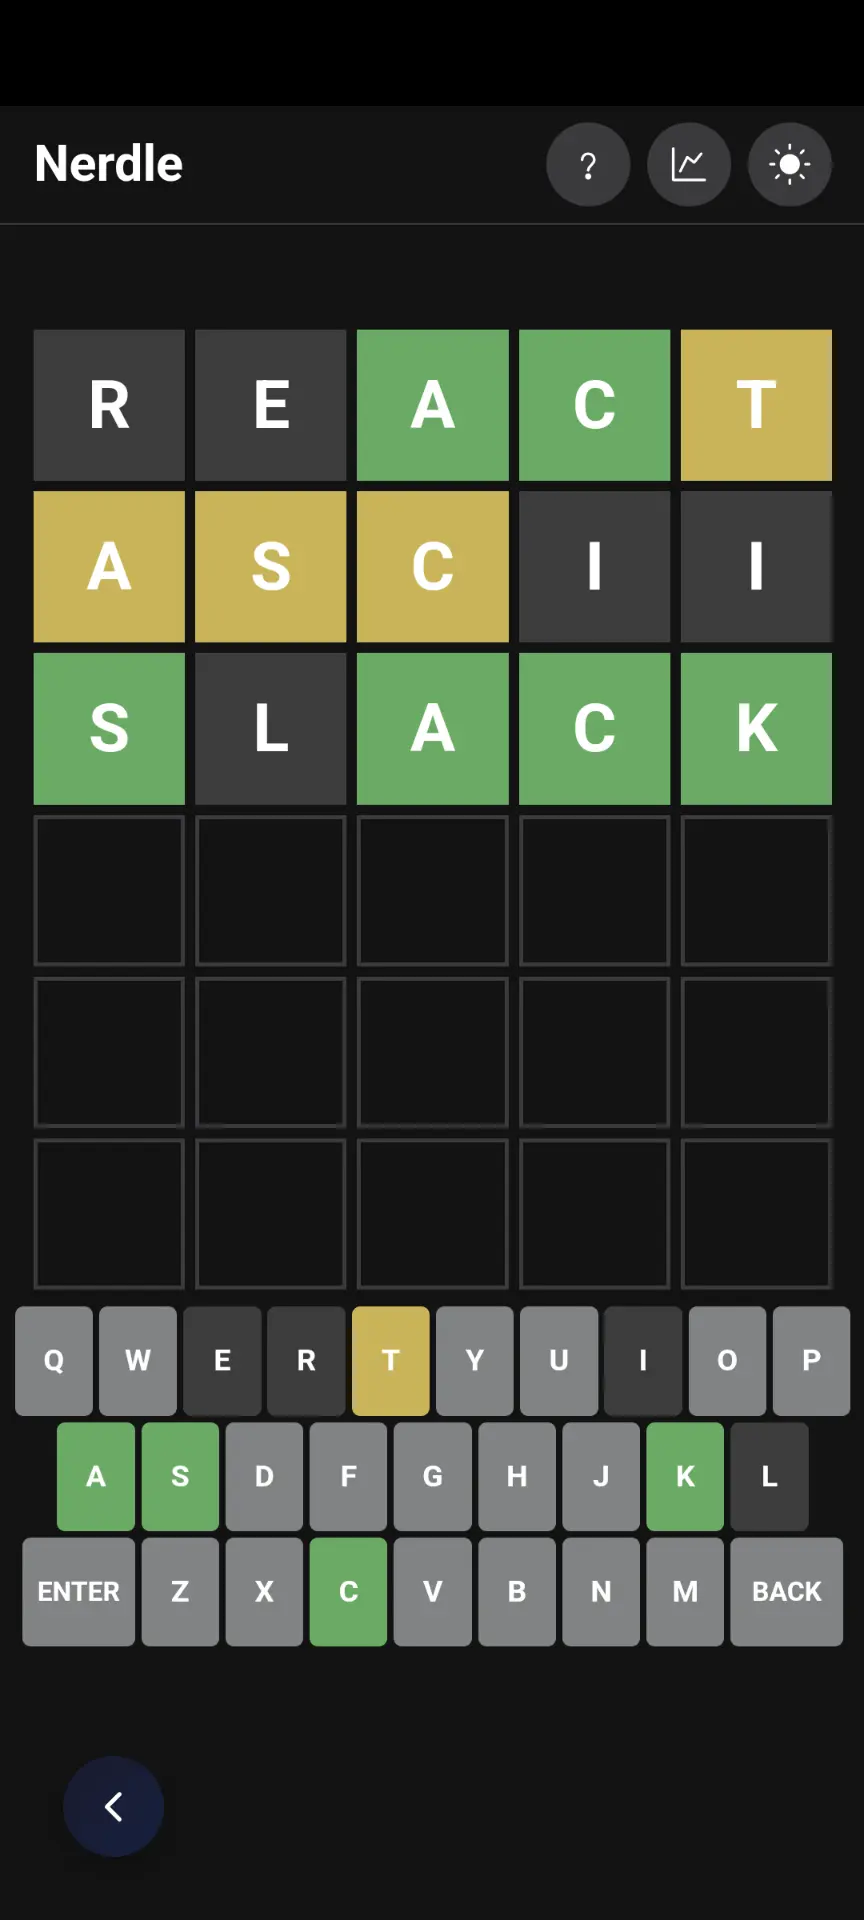 Nerdle ?
R E A C T
A S C I I
S L A C K
Q W E R T Y U I O P
A S D F G H J K L
ENTER Z X C V B N M BACK